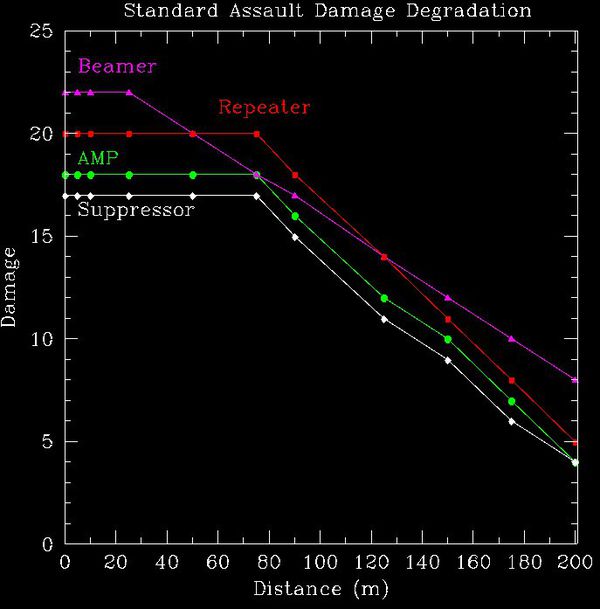 Standard Assault Damage Degradation
25
Beamer
Repeater
20
AMP
Suppressor
15
Damage
10
5
0
0 20 40 60 80 100 120 140 160 180 200
Distance (m)